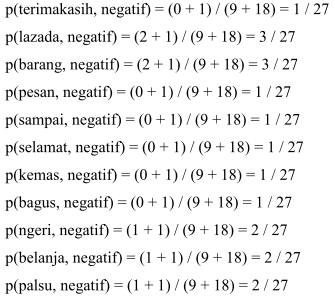 p(terimakasih, negatif) = (0 + 1) / (9 + 18) = 1 / 27
p(lazada, negatif) = (2 + 1) / (9 + 18) = 3 / 27
p(barang, negatif) = (2 + 1) / (9 + 18) = 3 / 27
p(pesan, negatif) = (0 + 1) / (9 + 18) = 1 / 27
p(sampai, negatif) = (0 + 1) / (9 + 18) = 1 / 27
p(selamat, negatif) = (0 + 1) / (9 + 18) = 1 / 27
p(kemas, negatif) = (0 + 1) / (9 + 18) = 1 / 27
p(bagus, negatif) = (0 + 1) / (9 + 18) = 1 / 27
p(ngeri, negatif) = (1 + 1) / (9 + 18) = 2 / 27
p(belanja, negatif) = (1 + 1) / (9 + 18) = 2 / 27
p(palsu, negatif) = (1 + 1) / (9 + 18) = 2 / 27